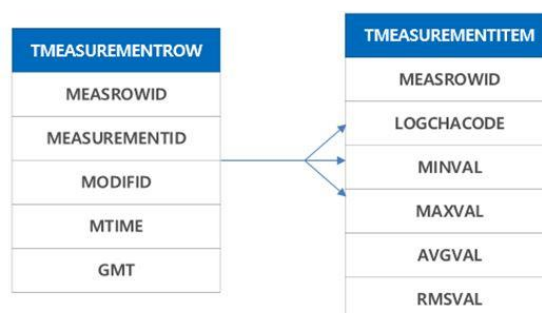 TMEASUREMENTROW
MEASROWID
MEASUREMENTID
MODIFID
MTIME
GMT
TMEASUREMENTITEM
MEASROWID
LOGCHACODE
MINVAL
MAXVAL
AVGVAL
RMSVAL